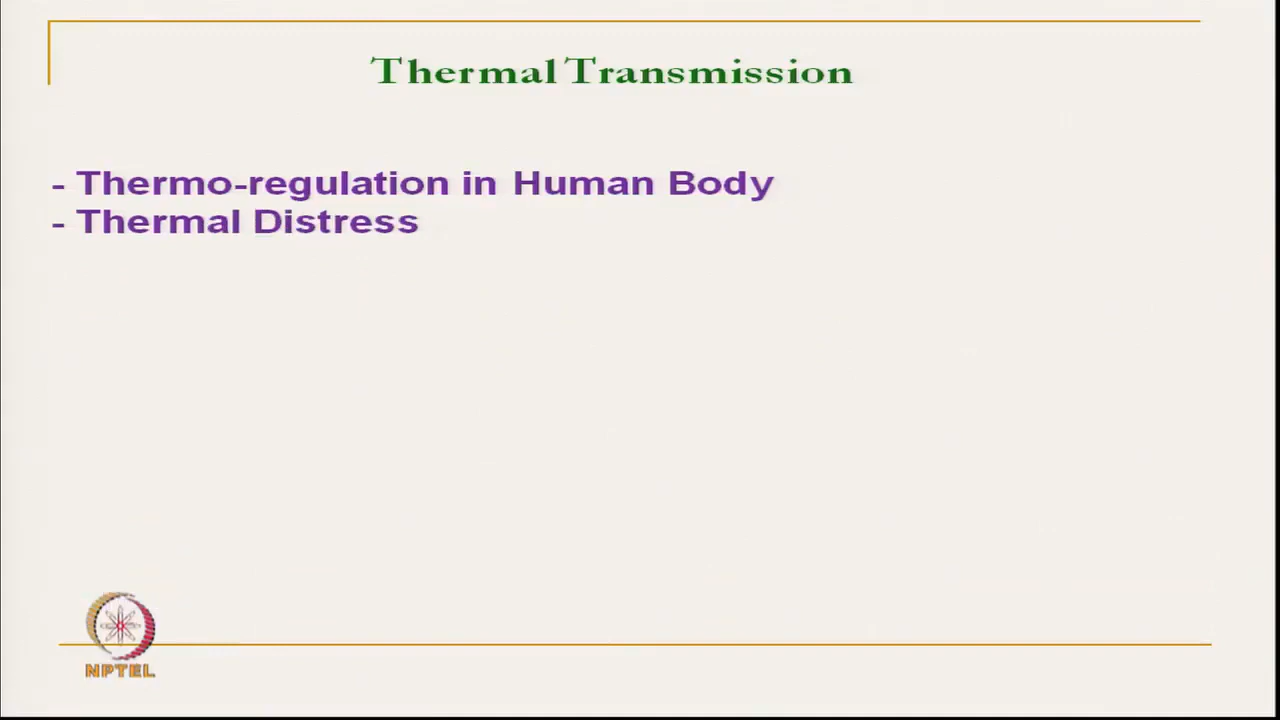 Thermal Transmission
- Thermo-regulation in Human Body
- Thermal Distress
NPTEL